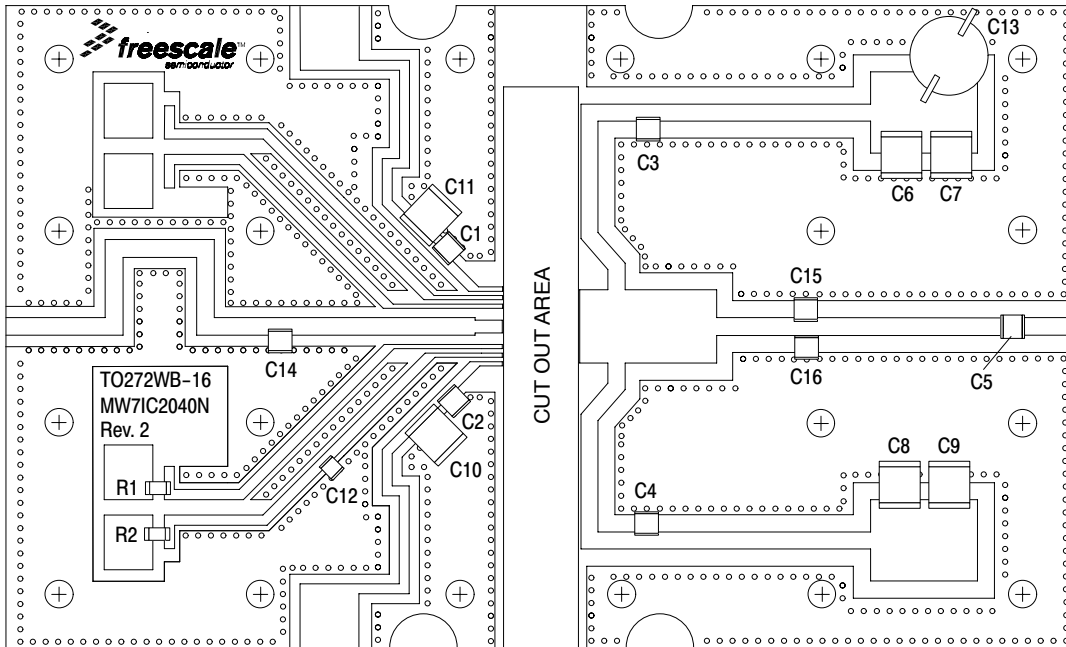 freescale™
semiconductor
C13
C3
C6 C7
C11
C1
C15
CUT OUT AREA
C14
C16
C5
TO272WB-16
MW7IC2040N
Rev. 2
C2
C10
C8 C9
R1
C12
C4
R2